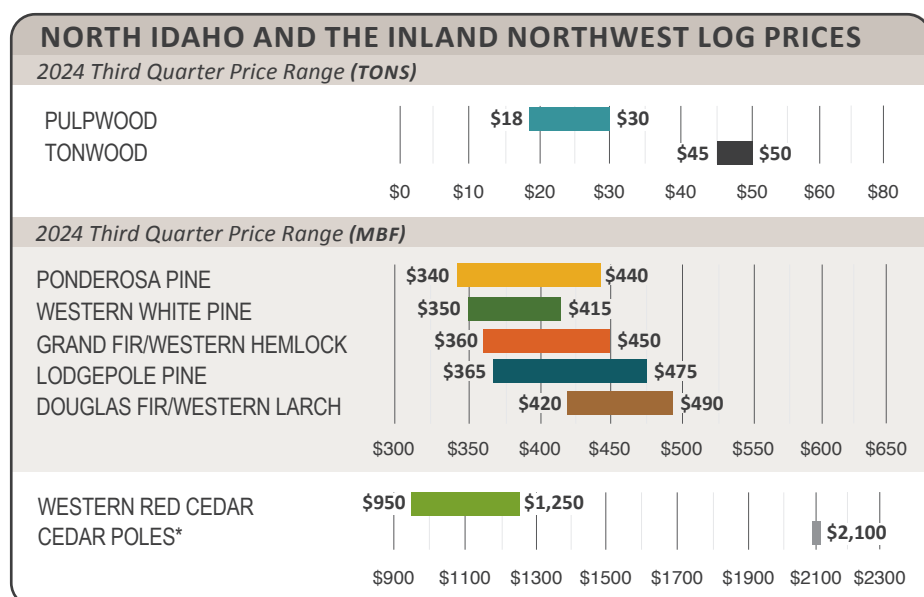 NORTH IDAHO AND THE INLAND NORTHWEST LOG PRICES
2024 Third Quarter Price Range (TONS)
PULPWOOD $18 $30
TONWOOD $45 $50
$0 $10 $20 $30 $40 $50 $60 $80
2024 Third Quarter Price Range (MBF)
PONDEROSA PINE $340 $440
WESTERN WHITE PINE $350 $415
GRAND FIR/WESTERN HEMLOCK $360 $450
LODGEPOLE PINE $365 $475
DOUGLAS FIR/WESTERN LARCH $420 $490
$300 $350 $400 $450 $500 $550 $600 $650
WESTERN RED CEDAR $950 $1,250
CEDAR POLES* $2,100
$900 $1100 $1300 $1500 $1700 $1900 $2100 $2300